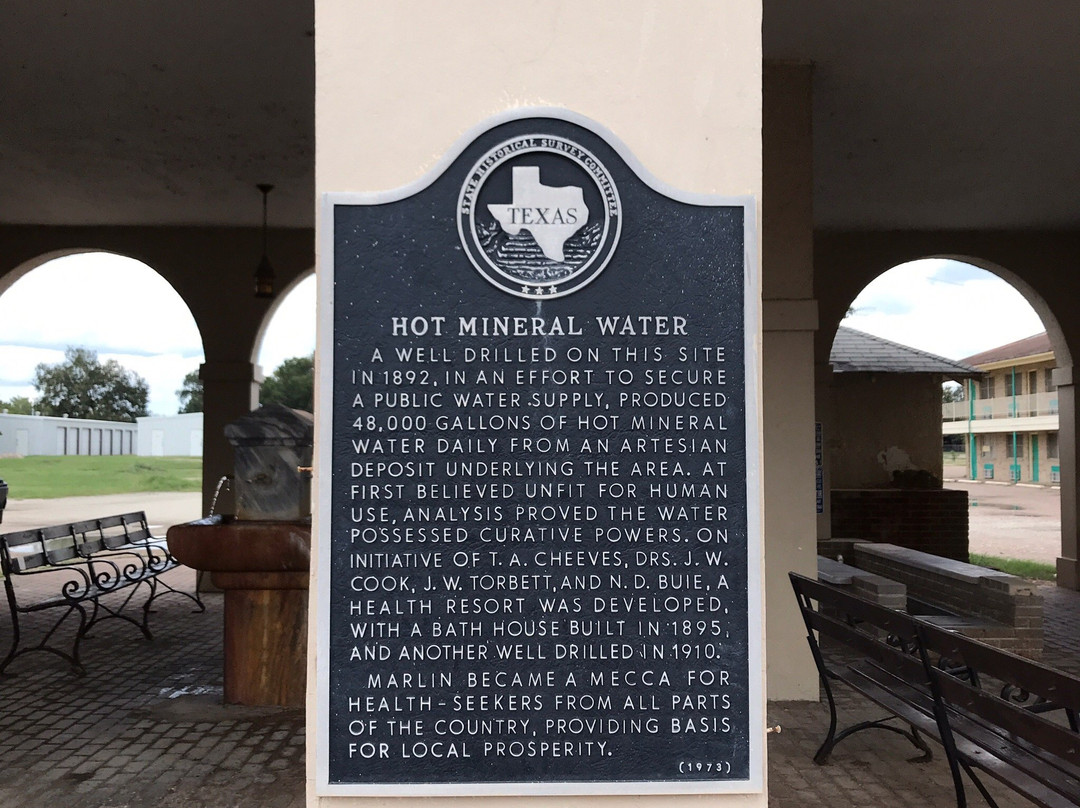 STATE HISTORICAL SURVEY COMMITTEE
TEXAS
HOT MINERAL WATER
A WELL DRILLED ON THIS SITE
IN 1892, IN AN EFFORT TO SECURE
A PUBLIC WATER SUPPLY, PRODUCED
48,000 GALLONS OF HOT MINERAL
WATER DAILY FROM AN ARTESIAN
DEPOSIT UNDERLYING THE AREA. AT
FIRST BELIEVED UNFIT FOR HUMAN
USE, ANALYSIS PROVED THE WATER
POSSESSED CURATIVE POWERS. ON
INITIATIVE OF T. A. CHEEVES, DRS. J. W.
COOK, J. W. TORBETT, AND N. D. BUIE, A
HEALTH RESORT WAS DEVELOPED,
WITH A BATH HOUSE BUILT IN 1895,
AND ANOTHER WELL DRILLED IN 1910.
MARLIN BECAME A MECCA FOR
HEALTH-SEEKERS FROM ALL PARTS
OF THE COUNTRY, PROVIDING BASIS
FOR LOCAL PROSPERITY.
(1973)